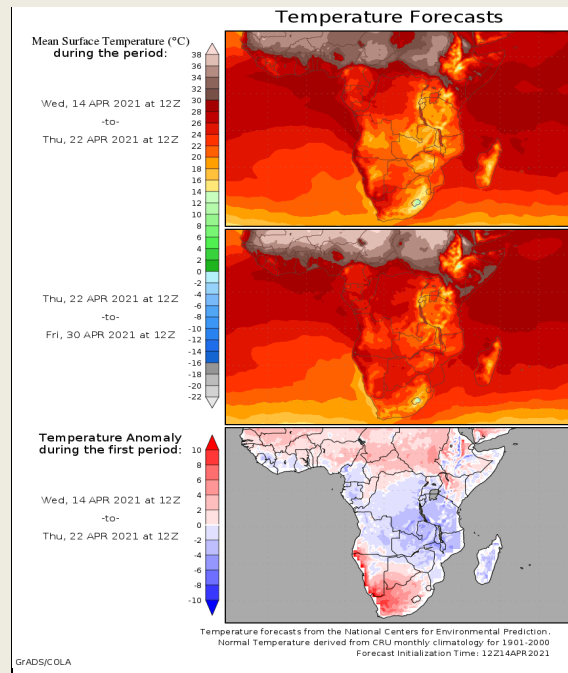 Temperature Forecasts
Mean Surface Temperature (°C)
during the period:
Wed, 14 APR 2021 at 12Z
-to-
Thu, 22 APR 2021 at 12Z
38
36
34
32
30
28
26
24
22
20
18
16
14
12
10
8
6
4
2
0
-2
-4
-6
-8
-10
-12
-14
-16
-18
-20
-22
Thu, 22 APR 2021 at 12Z
-to-
Fri, 30 APR 2021 at 12Z
Temperature Anomaly
during the first period:
Wed, 14 APR 2021 at 12Z
-to-
Thu, 22 APR 2021 at 12Z
10
8
6
4
2
0
-2
-4
-6
-8
-10
Temperature forecasts from the National Centers for Environmental Prediction.
Normal Temperature derived from CRU monthly climatology for 1901-2000
Forecast Initialization Time: 12Z14APR2021
GrADS/COLA